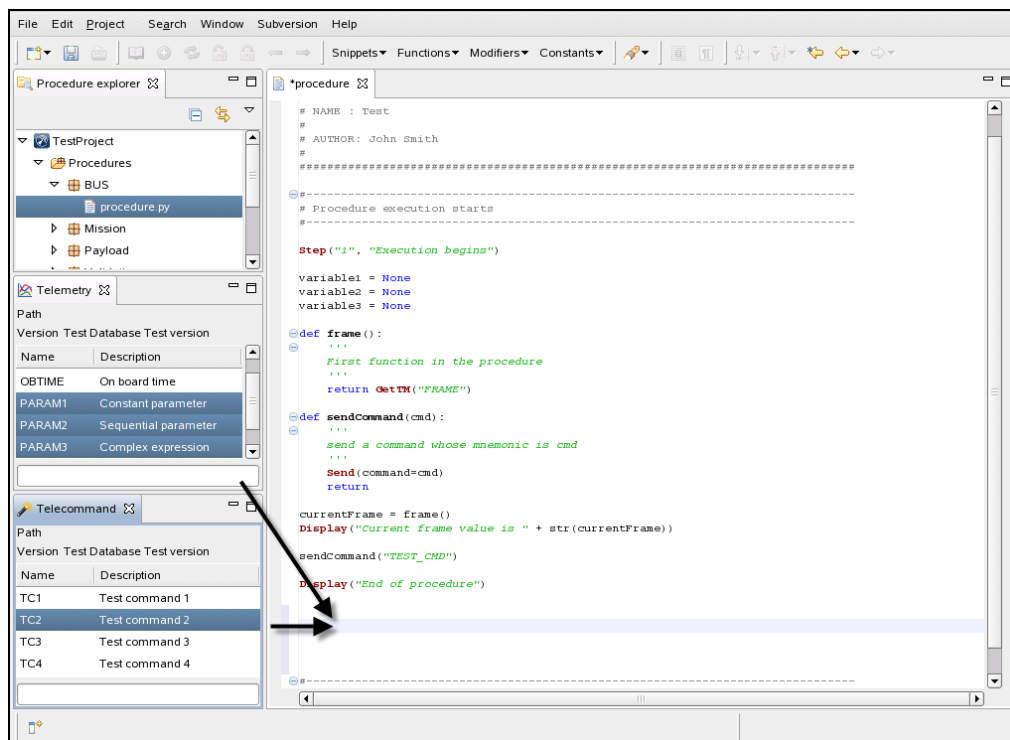 File Edit Project Search Window Subversion Help
Snippets Functions Modifiers Constants
Procedure explorer
TestProject
Procedures
BUS
procedure.py
Mission
Payload
Telemetry
Path
Version Test Database Test version
Name Description
OBTIME On board time
PARAM1 Constant parameter
PARAM2 Sequential parameter
PARAM3 Complex expression
Telecommand
Path
Version Test Database Test version
Name Description
TC1 Test command 1
TC2 Test command 2
TC3 Test command 3
TC4 Test command 4
*procedure
# NAME : Test
#
# AUTHOR: John Smith
#
################################################################################
#-------------------------------------------------------------------------------
# Procedure execution starts
#-------------------------------------------------------------------------------
Step("1", "Execution begins")
variable1 = None
variable2 = None
variable3 = None
def frame():
'''
First function in the procedure
'''
return GetTM("FRAME")
def sendCommand(cmd):
'''
send a command whose mnemonic is cmd
'''
Send(command=cmd)
return
currentFrame = frame()
Display("Current frame value is " + str(currentFrame))
sendCommand("TEST_CMD")
Display("End of procedure")
#-------------------------------------------------------------------------------